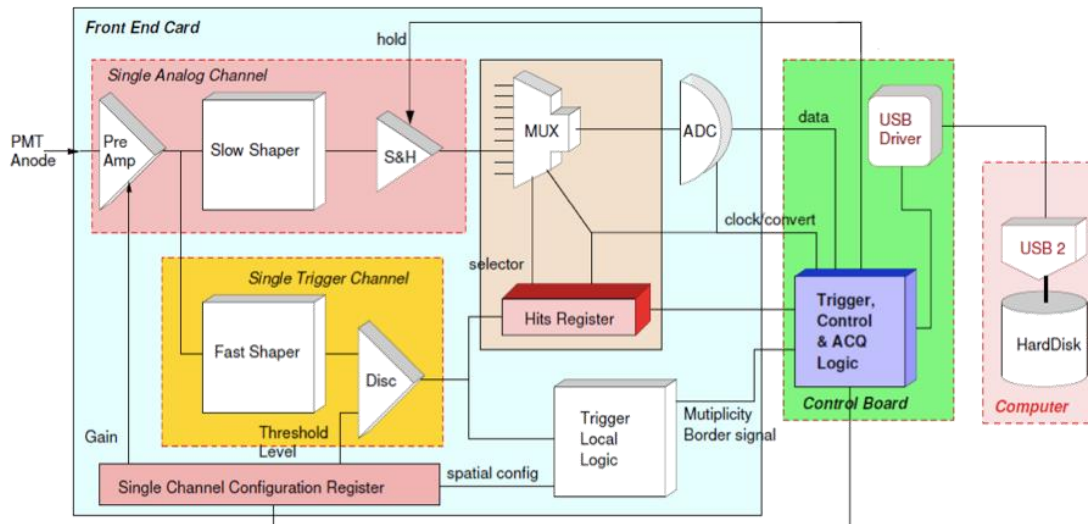 Front End Card
hold
Single Analog Channel
PMT
Anode
Pre
Amp
Slow Shaper
S&H
MUX
ADC
data
USB
Driver
clock/convert
selector
USB 2
HardDisk
Computer
Single Trigger Channel
Fast Shaper
Disc
Hits Register
Trigger,
Control
& ACQ
Logic
Control Board
Trigger
Local
Logic
Mutiplicity
Border signal
Gain
Threshold
Level
spatial config
Single Channel Configuration Register